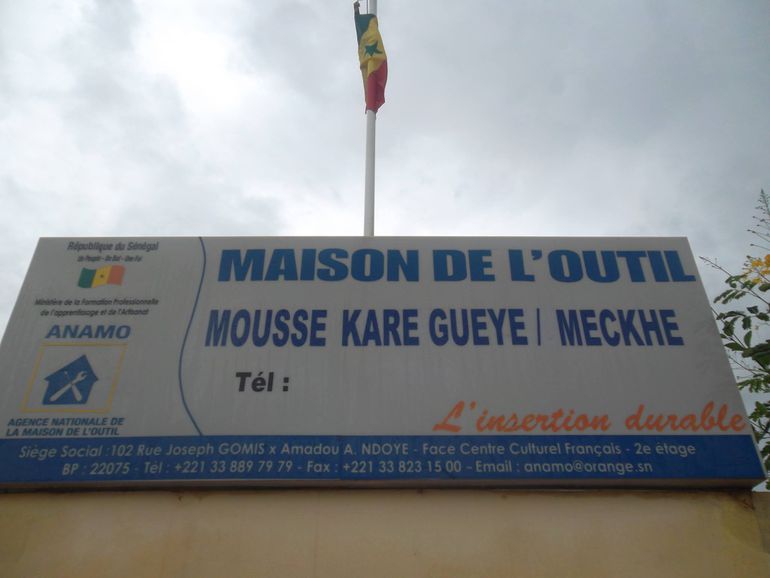 République du Sénégal
Un Peuple - Un But - Une Foi
Ministère de la Formation Professionnelle
de l'apprentissage et de l'Artisanat
ANAMO
AGENCE NATIONALE DE
LA MAISON DE L'OUTIL
MAISON DE L'OUTIL
MOUSSE KARE GUEYE / MECKHE
Tél :
L'insertion durable
Siège Social :102 Rue Joseph GOMIS x Amadou A. NDOYE - Face Centre Culturel Français - 2e étage
BP : 22075 - Tél : +221 33 889 79 79 - Fax : +221 33 823 15 00 - Email : anamo@orange.sn